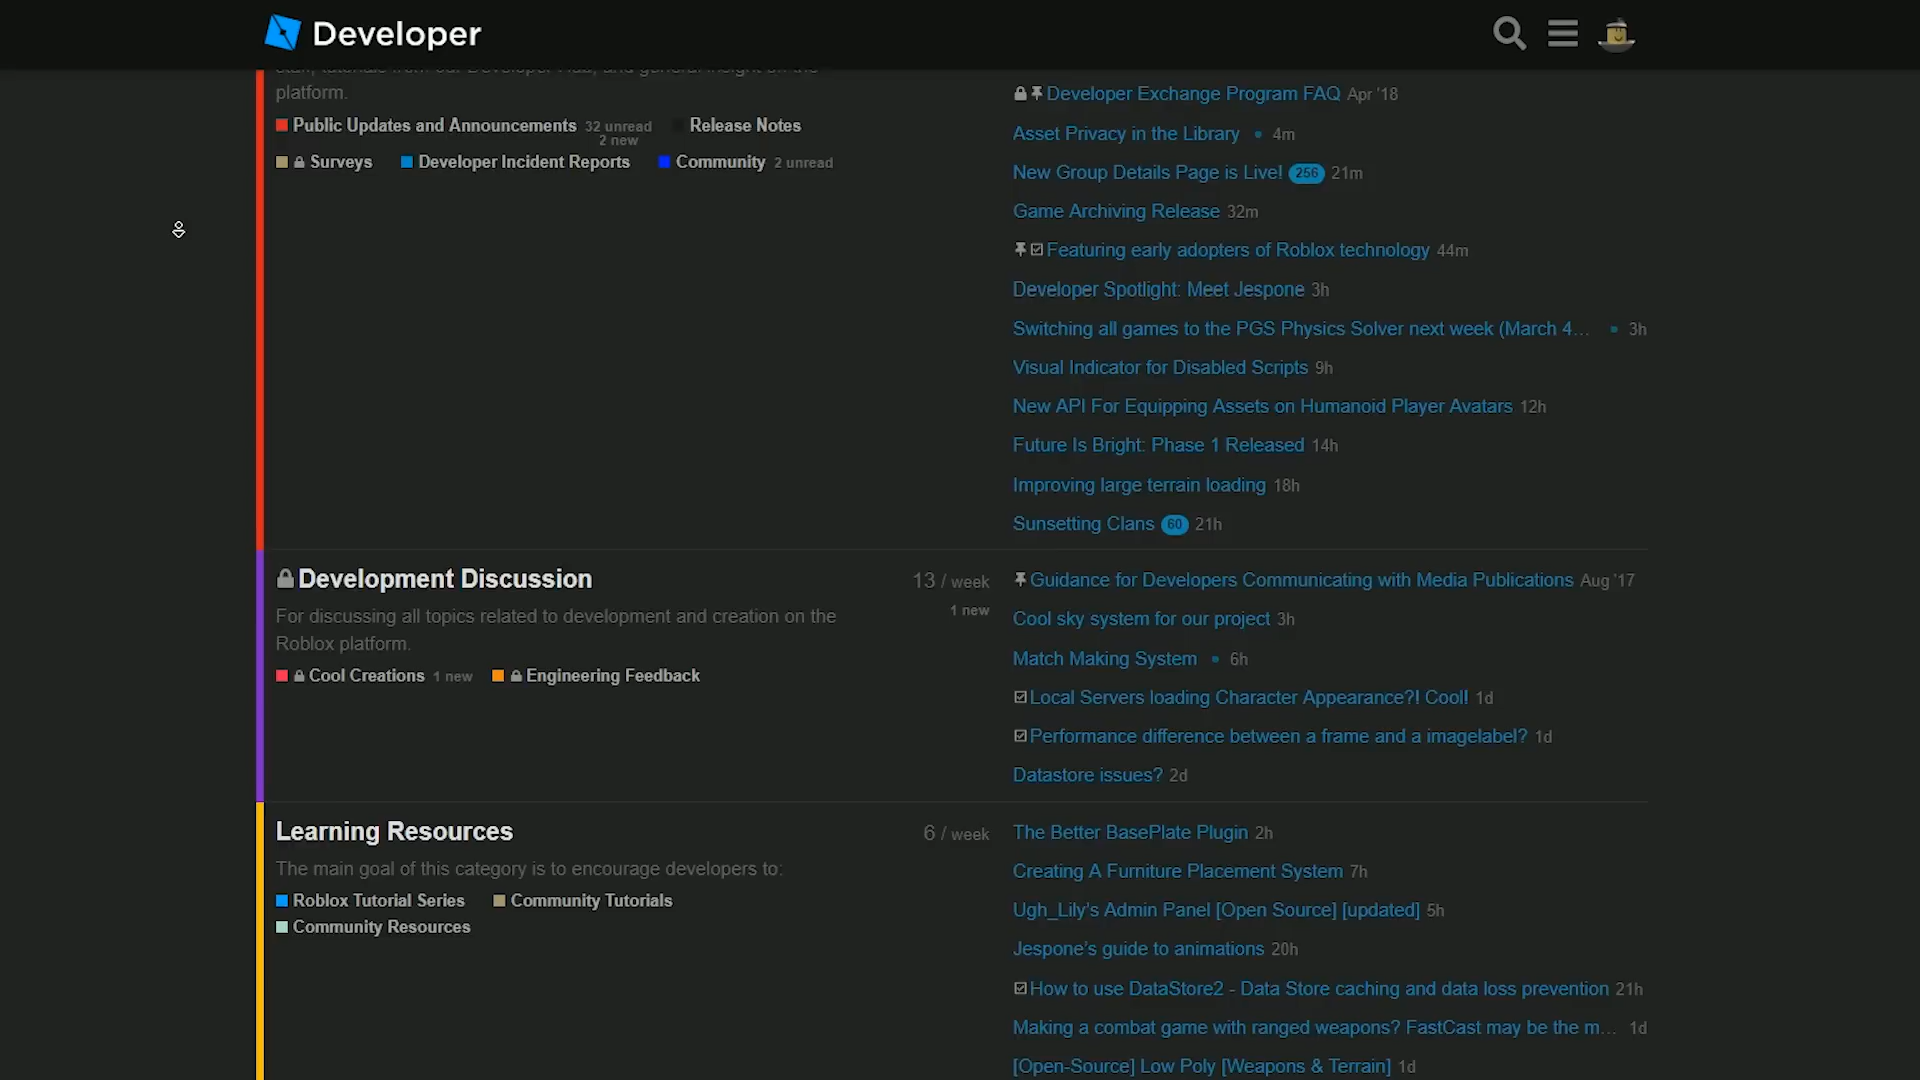 Developer
platform.
Public Updates and Announcements 32 unread Release Notes
2 new
Surveys Developer Incident Reports Community 2 unread
Developer Exchange Program FAQ Apr '18
Asset Privacy in the Library • 4m
New Group Details Page is Live! 256 21m
Game Archiving Release 32m
Featuring early adopters of Roblox technology 44m
Developer Spotlight: Meet Jespone 3h
Switching all games to the PGS Physics Solver next week (March 4... • 3h
Visual Indicator for Disabled Scripts 9h
New API For Equipping Assets on Humanoid Player Avatars 12h
Future Is Bright: Phase 1 Released 14h
Improving large terrain loading 18h
Sunsetting Clans 60 21h
Development Discussion
For discussing all topics related to development and creation on the
Roblox platform.
Cool Creations 1 new Engineering Feedback
13 / week
1 new
Guidance for Developers Communicating with Media Publications Aug '17
Cool sky system for our project 3h
Match Making System • 6h
Local Servers loading Character Appearance?! Cool! 1d
Performance difference between a frame and a imagelabel? 1d
Datastore issues? 2d
Learning Resources
The main goal of this category is to encourage developers to:
Roblox Tutorial Series Community Tutorials
Community Resources
6 / week
The Better BasePlate Plugin 2h
Creating A Furniture Placement System 7h
Ugh_Lily's Admin Panel [Open Source] [updated] 5h
Jespone's guide to animations 20h
How to use DataStore2 - Data Store caching and data loss prevention 21h
Making a combat game with ranged weapons? FastCast may be the m... 1d
[Open-Source] Low Poly [Weapons & Terrain] 1d